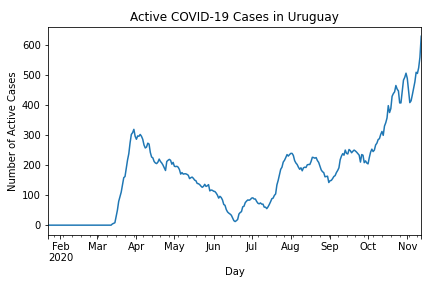 Active COVID-19 Cases in Uruguay
Number of Active Cases
600
500
400
300
200
100
0
Feb Mar Apr May Jun Jul Aug Sep Oct Nov
2020
Day